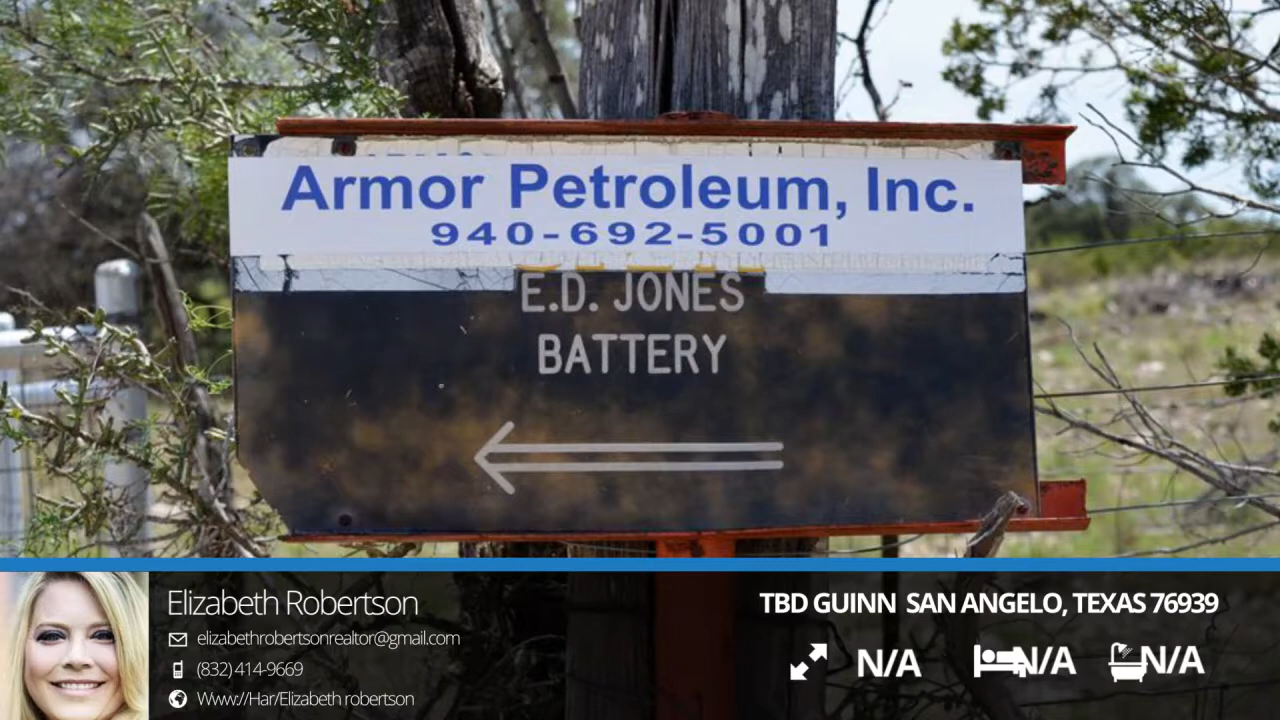 Armor Petroleum, Inc.
940-692-5001
E.D. JONES
BATTERY
Elizabeth Robertson
elizabethrobertsonrealtor@gmail.com
(832) 414-9669
Www://Har/Elizabeth robertson
TBD GUINN SAN ANGELO, TEXAS 76939
N/A
N/A
N/A